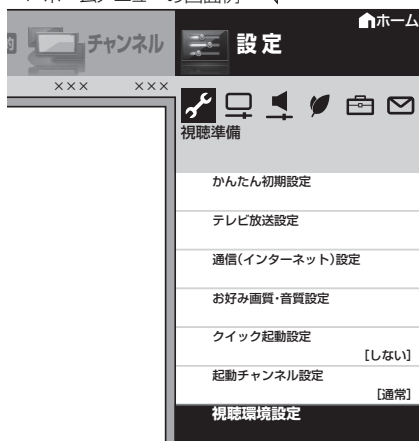 ホーム
チャンネル
設定
×××
×××
視聴準備
かんたん初期設定
テレビ放送設定
通信(インターネット)設定
お好み画質・音質設定
クイック起動設定
[しない]
起動チャンネル設定
[通常]
視聴環境設定